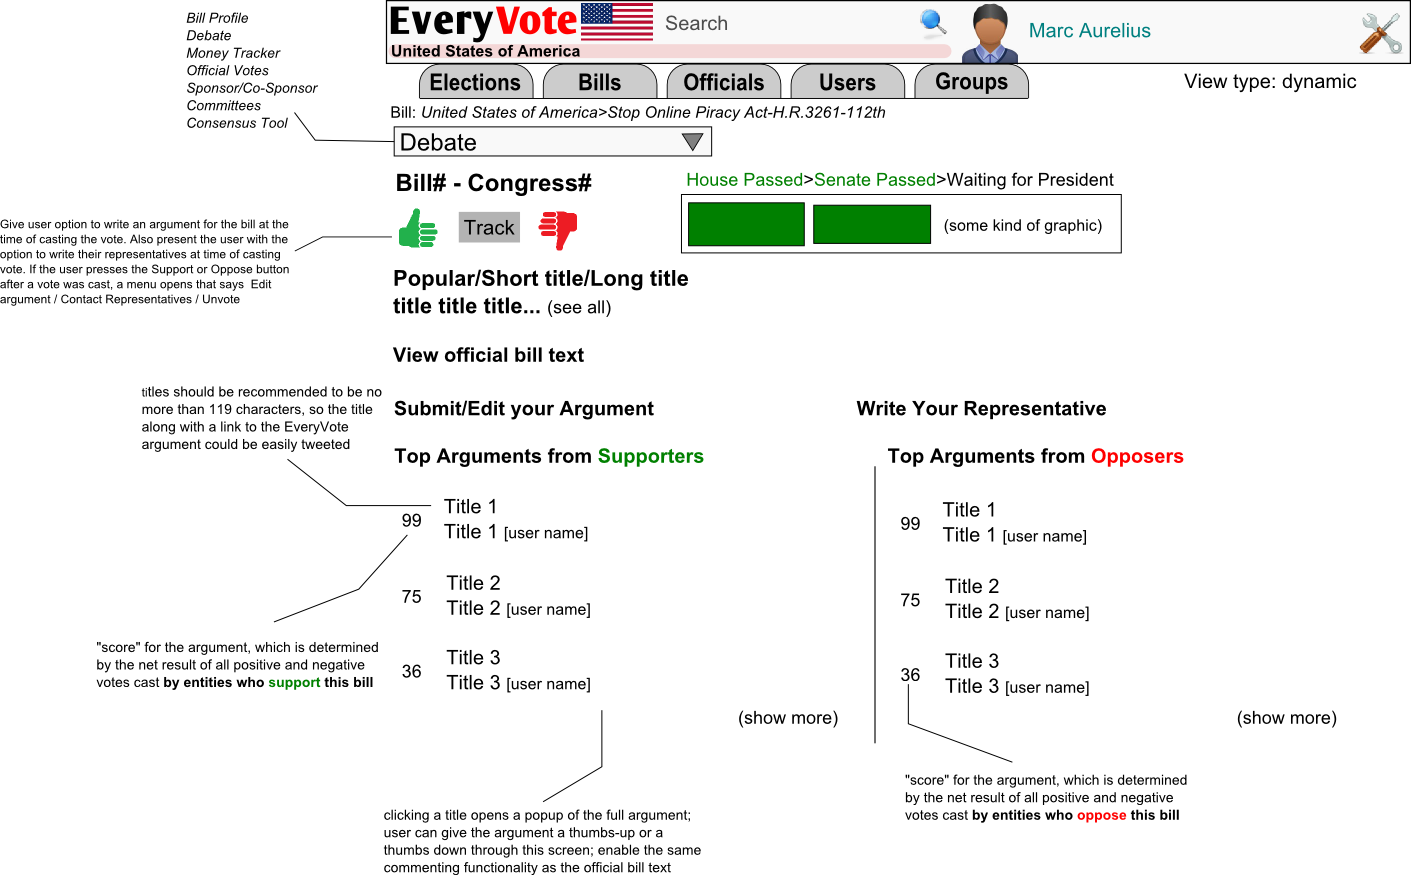 Bill Profile
Debate
Money Tracker
Official Votes
Sponsor/Co-Sponsor
Committees
Consensus Tool
EveryVote
Search
Marc Aurelius
United States of America
Elections
Bills
Officials
Users
Groups
View type: dynamic
Bill: United States of America>Stop Online Piracy Act-H.R.3261-112th
Debate
Bill# - Congress#
House Passed>Senate Passed>Waiting for President
Track
(some kind of graphic)
Give user option to write an argument for the bill at the
time of casting the vote. Also present the user with the
option to write their representatives at time of casting
vote. If the user presses the Support or Oppose button
after a vote was cast, a menu opens that says  Edit
argument / Contact Representatives / Unvote
Popular/Short title/Long title
title title title... (see all)
View official bill text
titles should be recommended to be no
more than 119 characters, so the title
along with a link to the EveryVote
argument could be easily tweeted
Submit/Edit your Argument
Write Your Representative
Top Arguments from Supporters
99
Title 1
Title 1 [user name]
75
Title 2
Title 2 [user name]
36
Title 3
Title 3 [user name]
(show more)
"score" for the argument, which is determined
by the net result of all positive and negative
votes cast by entities who support this bill
clicking a title opens a popup of the full argument;
user can give the argument a thumbs-up or a
thumbs down through this screen; enable the same
commenting functionality as the official bill text
Top Arguments from Opposers
99
Title 1
Title 1 [user name]
75
Title 2
Title 2 [user name]
36
Title 3
Title 3 [user name]
(show more)
"score" for the argument, which is determined
by the net result of all positive and negative
votes cast by entities who oppose this bill